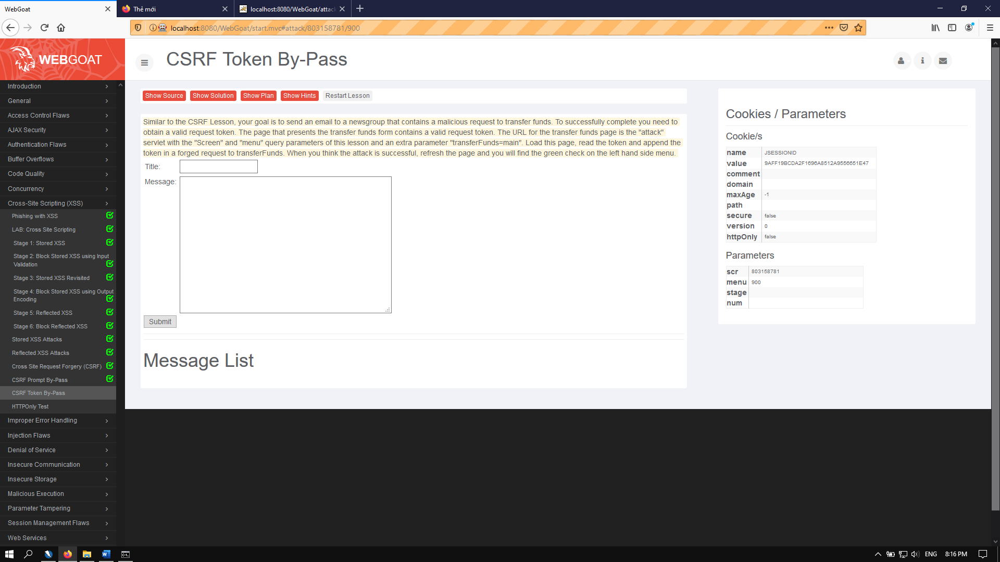 WebGoat
Thẻ mới
localhost:8080/WebGoat/attac
localhost:8080/WebGoat/start.mvc#attack/803158781/900
WEBGOAT
CSRF Token By-Pass
Introduction
General
Access Control Flaws
AJAX Security
Authentication Flaws
Buffer Overflows
Code Quality
Concurrency
Cross-Site Scripting (XSS)
Phishing with XSS
LAB: Cross Site Scripting
Stage 1: Stored XSS
Stage 2: Block Stored XSS using Input
Validation
Stage 3: Stored XSS Revisited
Stage 4: Block Stored XSS using Output
Encoding
Stage 5: Reflected XSS
Stage 6: Block Reflected XSS
Stored XSS Attacks
Reflected XSS Attacks
Cross Site Request Forgery (CSRF)
CSRF Prompt By-Pass
CSRF Token By-Pass
HTTPOnly Test
Improper Error Handling
Injection Flaws
Denial of Service
Insecure Communication
Insecure Storage
Malicious Execution
Parameter Tampering
Session Management Flaws
Web Services
Show Source Show Solution Show Plan Show Hints Restart Lesson
Similar to the CSRF Lesson, your goal is to send an email to a newsgroup that contains a malicious request to transfer funds. To successfully complete you need to
obtain a valid request token. The page that presents the transfer funds form contains a valid request token. The URL for the transfer funds page is the "attack"
servlet with the "Screen" and "menu" query parameters of this lesson and an extra parameter "transferFunds=main". Load this page, read the token and append the
token in a forged request to transferFunds. When you think the attack is successful, refresh the page and you will find the green check on the left hand side menu.
Title:
Message:
Submit
Message List
Cookies / Parameters
Cookie/s
name JSESSIONID
value 9AFF19BCDA2F1696A8512A9556651E47
comment
domain
maxAge -1
path
secure false
version 0
httpOnly false
Parameters
scr 803158781
menu 900
stage
num
ENG
8:16 PM